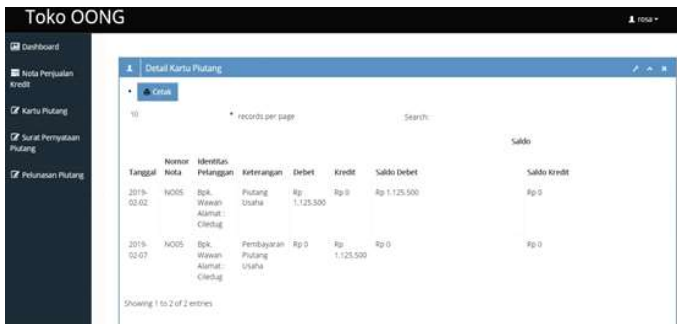 Toko OONG
rosa
Dashboard
Nota Penjualan
Kredit
Kartu Piutang
Surat Pernyataan
Piutang
Pelunasan Piutang
Detail Kartu Piutang
Cetak
10 records per page Search:
Saldo
Tanggal Nomor Nota Identitas Pelanggan Keterangan Debet Kredit Saldo Debet Saldo Kredit
2019- NO05 Bpk. Piutang Rp Rp 0 Rp 1.125.500 Rp 0
02-02 Wawan Usaha 1.125.500
Alamat :
Ciledug
2019- NO05 Bpk. Pembayaran Rp 0 Rp Rp 0 Rp 0
02-07 Wawan Piutang 1.125.500
Alamat : Usaha
Ciledug
Showing 1 to 2 of 2 entries